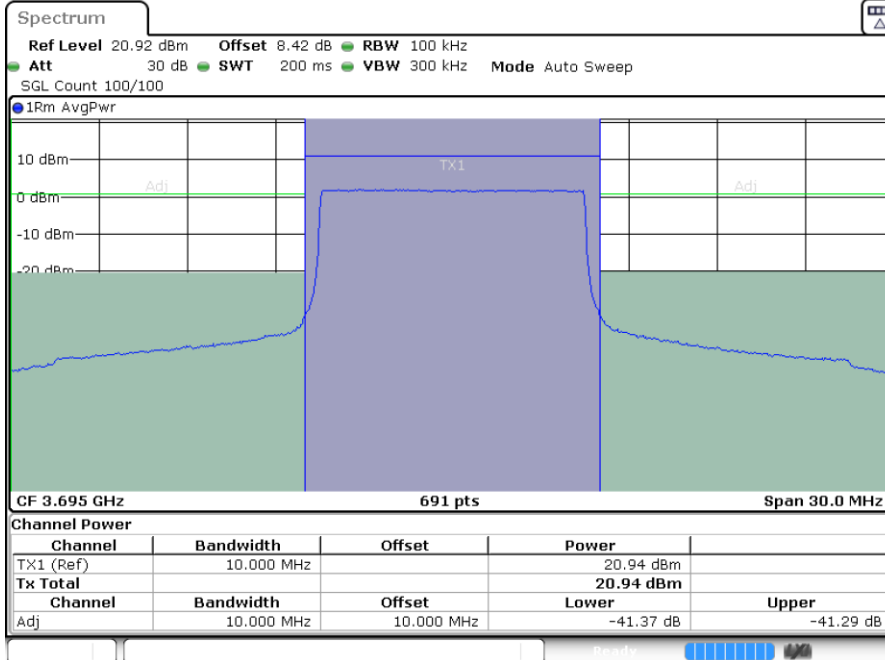 Spectrum
Ref Level 20.92 dBm Offset 8.42 dB RBW 100 kHz
Att 30 dB SWT 200 ms VBW 300 kHz Mode Auto Sweep
SGL Count 100/100
1Rm AvgPwr
10 dBm
TX1
Adj Adj
0 dBm
-10 dBm
-20 dBm
CF 3.695 GHz 691 pts Span 30.0 MHz
Channel Power
Channel Bandwidth Offset Power
TX1 (Ref) 10.000 MHz 20.94 dBm
Tx Total 20.94 dBm
Channel Bandwidth Offset Lower Upper
Adj 10.000 MHz 10.000 MHz -41.37 dB -41.29 dB
Ready